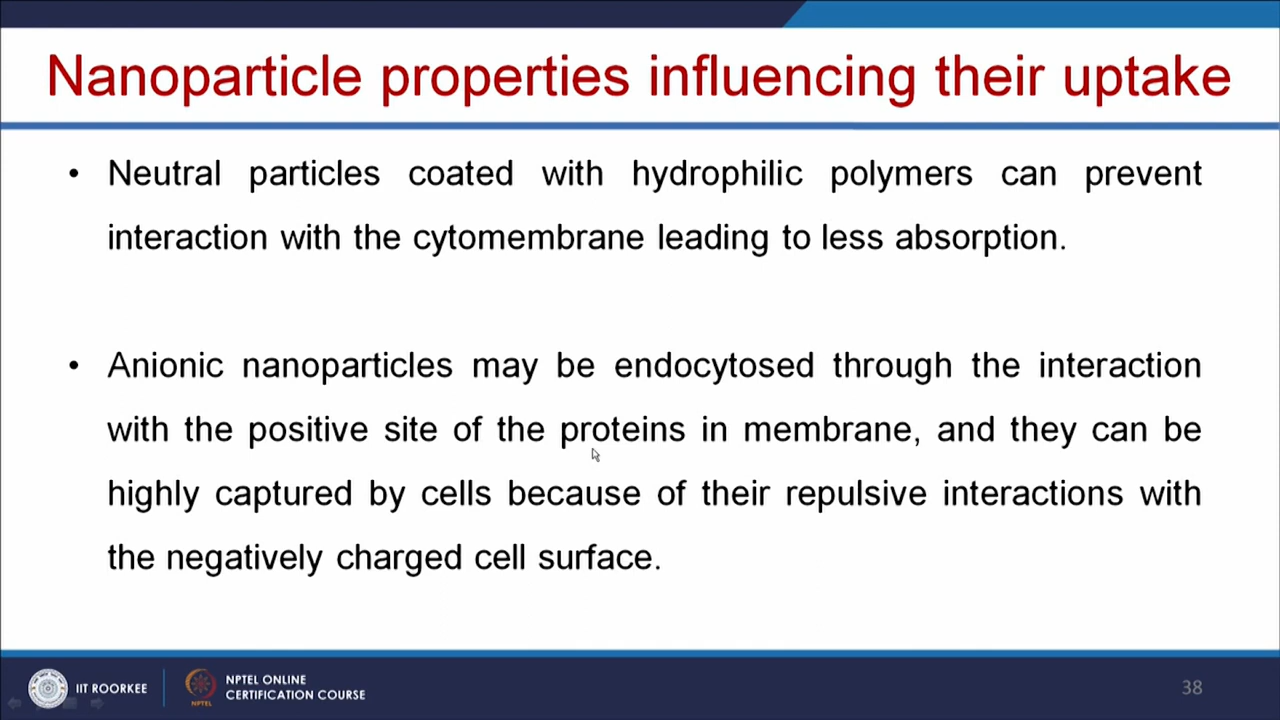 Nanoparticle properties influencing their uptake
• Neutral particles coated with hydrophilic polymers can prevent
interaction with the cytomembrane leading to less absorption.
• Anionic nanoparticles may be endocytosed through the interaction
with the positive site of the proteins in membrane, and they can be
highly captured by cells because of their repulsive interactions with
the negatively charged cell surface.
IIT ROORKEE
NPTEL
NPTEL ONLINE
CERTIFICATION COURSE
38